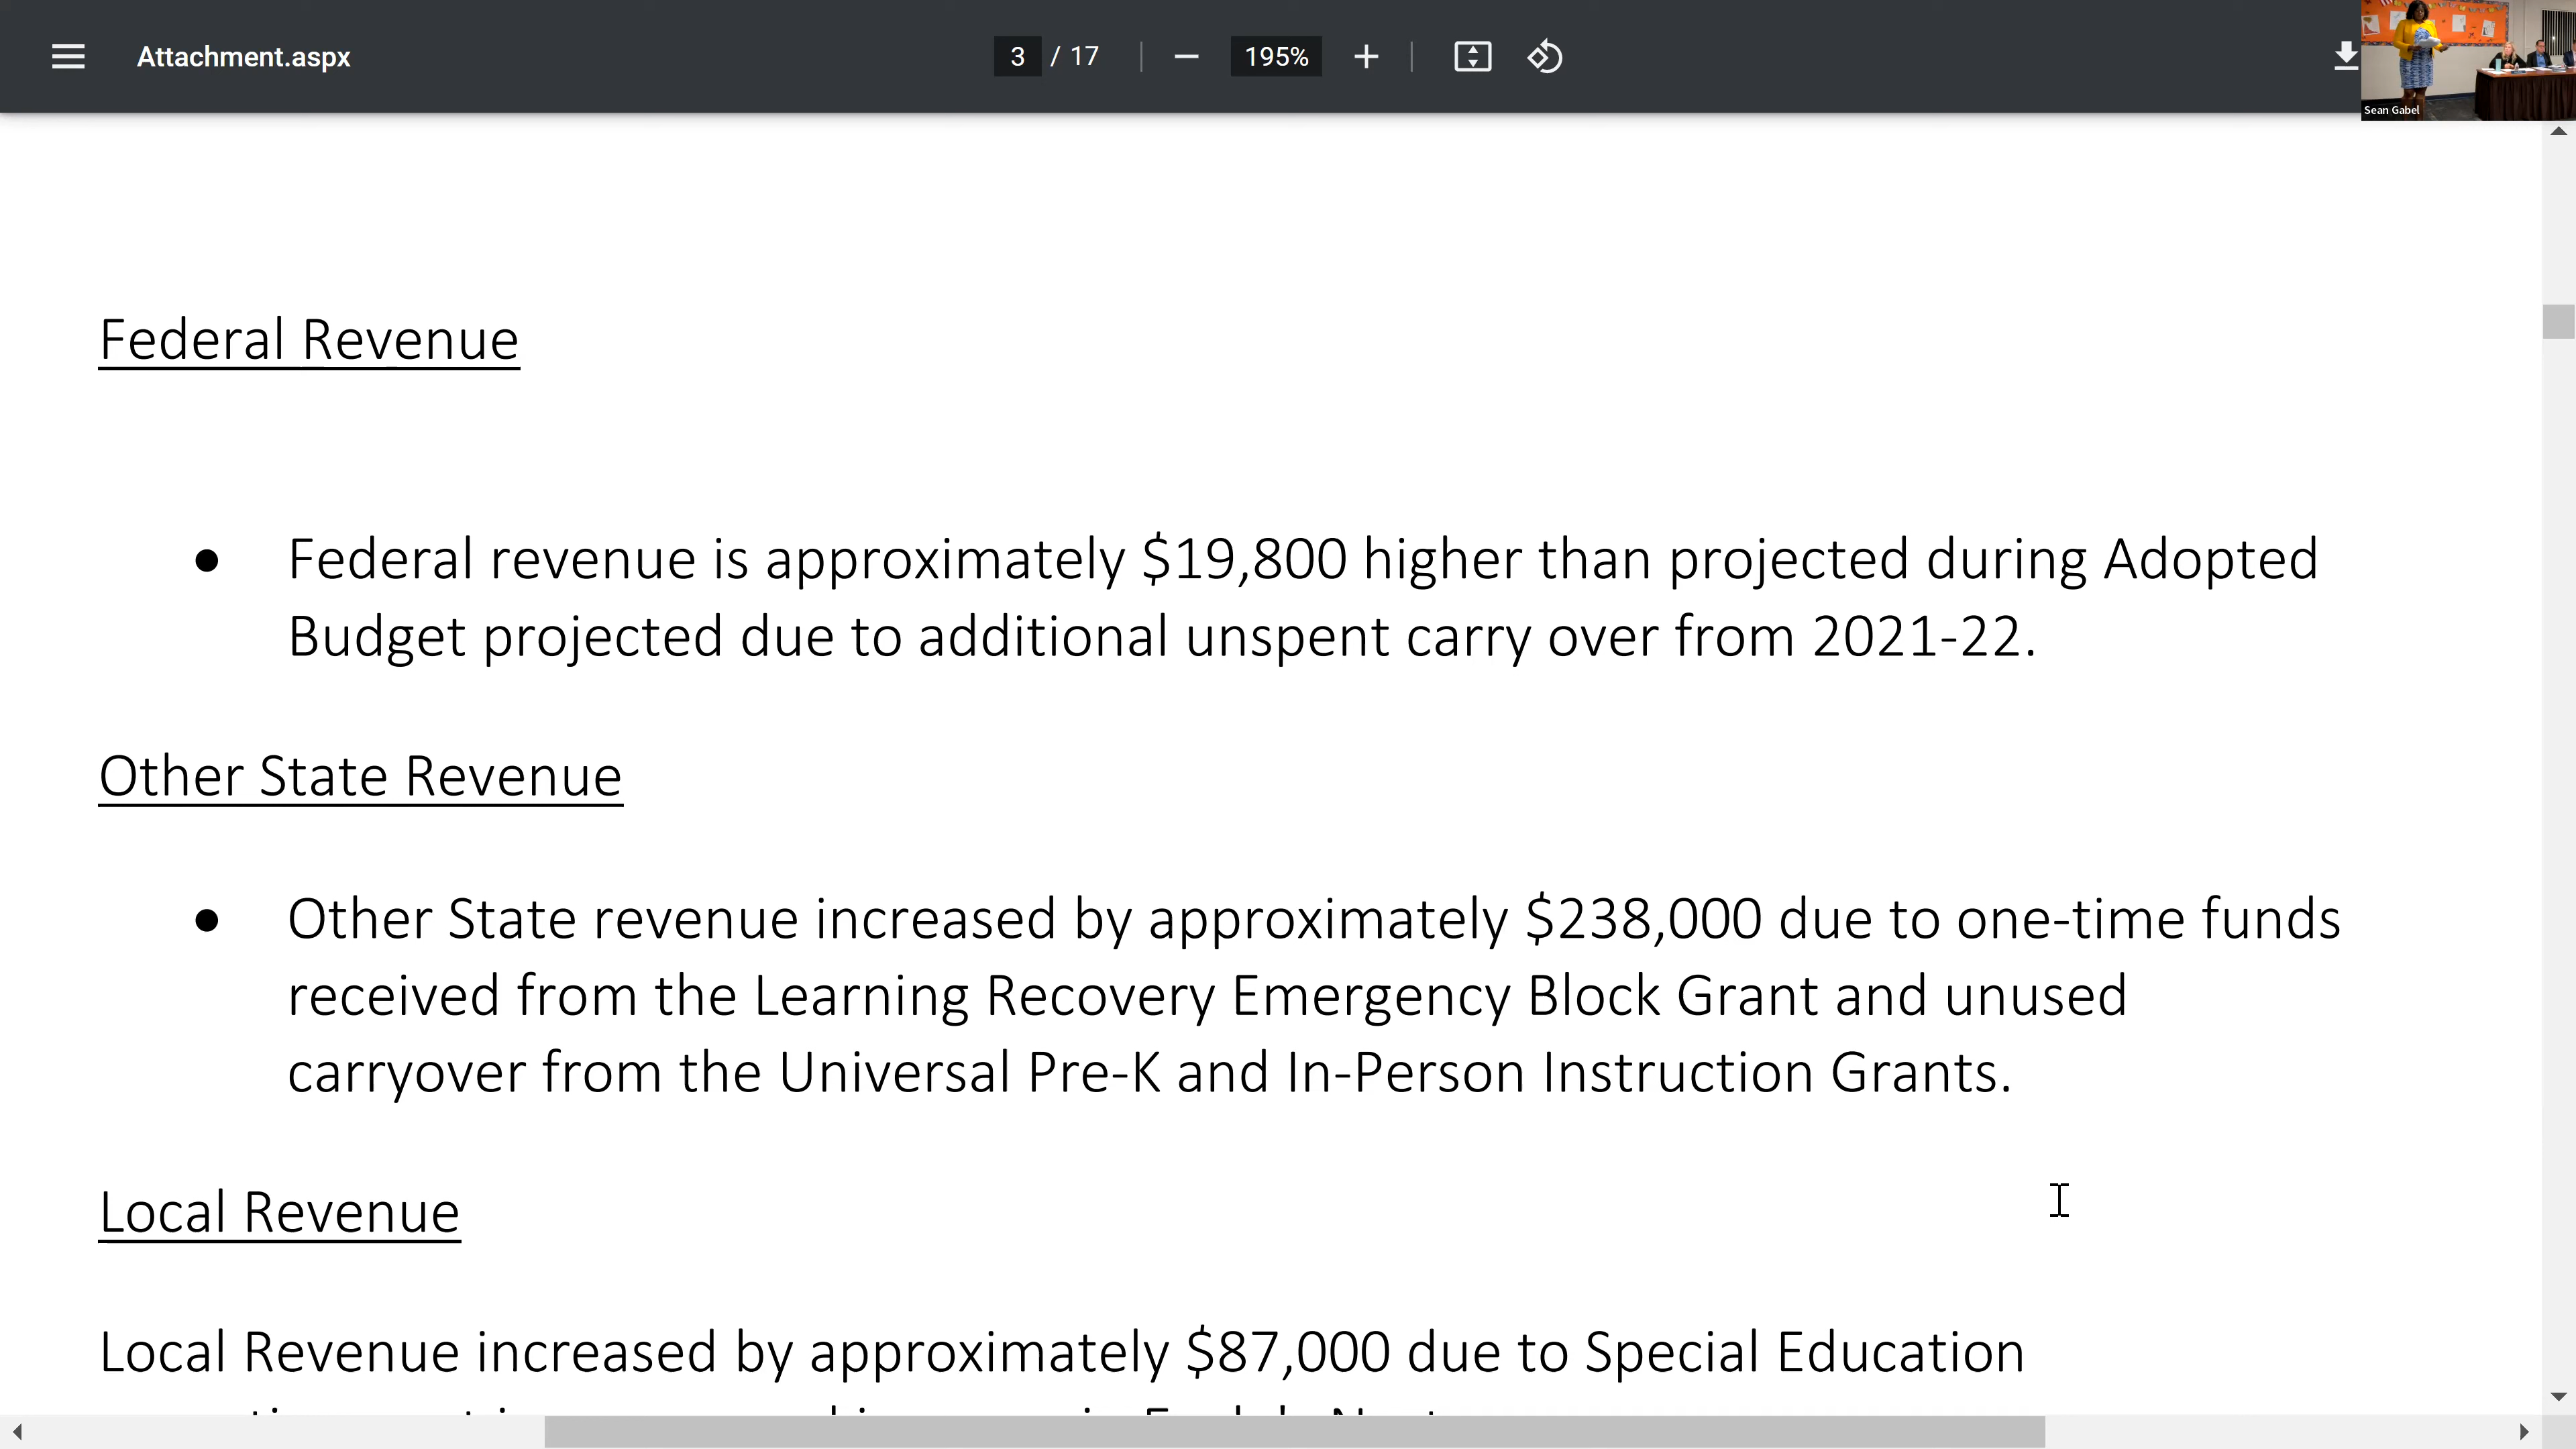 Attachment.aspx
3 / 17
195%
Sean Gabel
Federal Revenue
• Federal revenue is approximately $19,800 higher than projected during Adopted
Budget projected due to additional unspent carry over from 2021-22.
Other State Revenue
• Other State revenue increased by approximately $238,000 due to one-time funds
received from the Learning Recovery Emergency Block Grant and unused
carryover from the Universal Pre-K and In-Person Instruction Grants.
Local Revenue
Local Revenue increased by approximately $87,000 due to Special Education